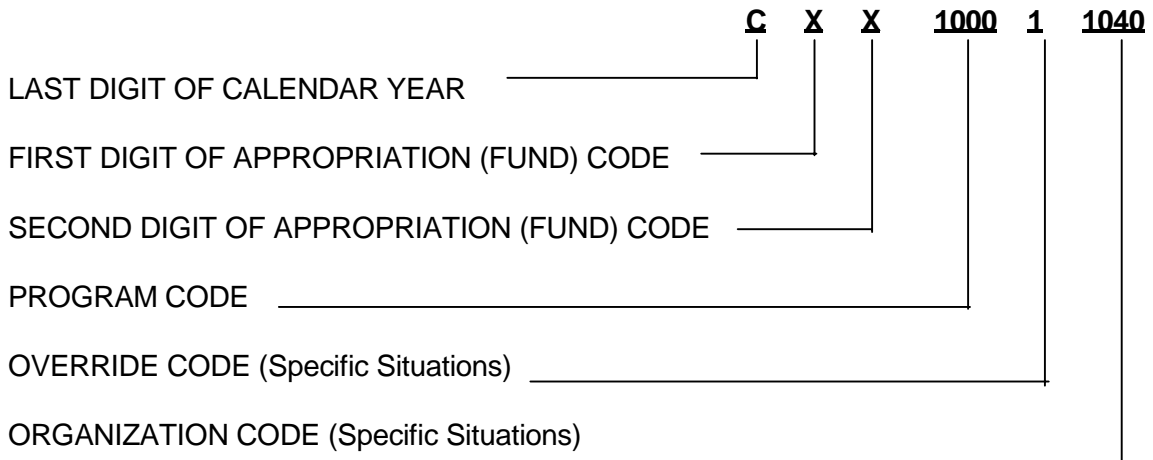 C X X 1000 1 1040
LAST DIGIT OF CALENDAR YEAR
FIRST DIGIT OF APPROPRIATION (FUND) CODE
SECOND DIGIT OF APPROPRIATION (FUND) CODE
PROGRAM CODE
OVERRIDE CODE (Specific Situations)
ORGANIZATION CODE (Specific Situations)